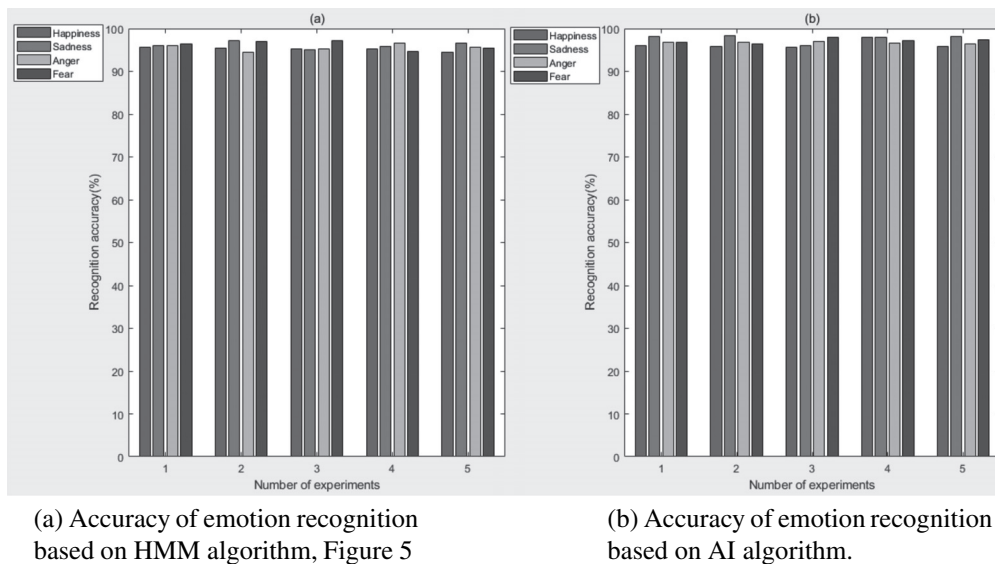 (a)
Happiness
Sadness
Anger
Fear
100
90
80
70
60
50
40
30
20
10
0
Recognition accuracy(%)
1 2 3 4 5
Number of experiments
(b)
Happiness
Sadness
Anger
Fear
100
90
80
70
60
50
40
30
20
10
0
Recognition accuracy(%)
1 2 3 4 5
Number of experiments
(a) Accuracy of emotion recognition
based on HMM algorithm, Figure 5
(b) Accuracy of emotion recognition
based on AI algorithm.